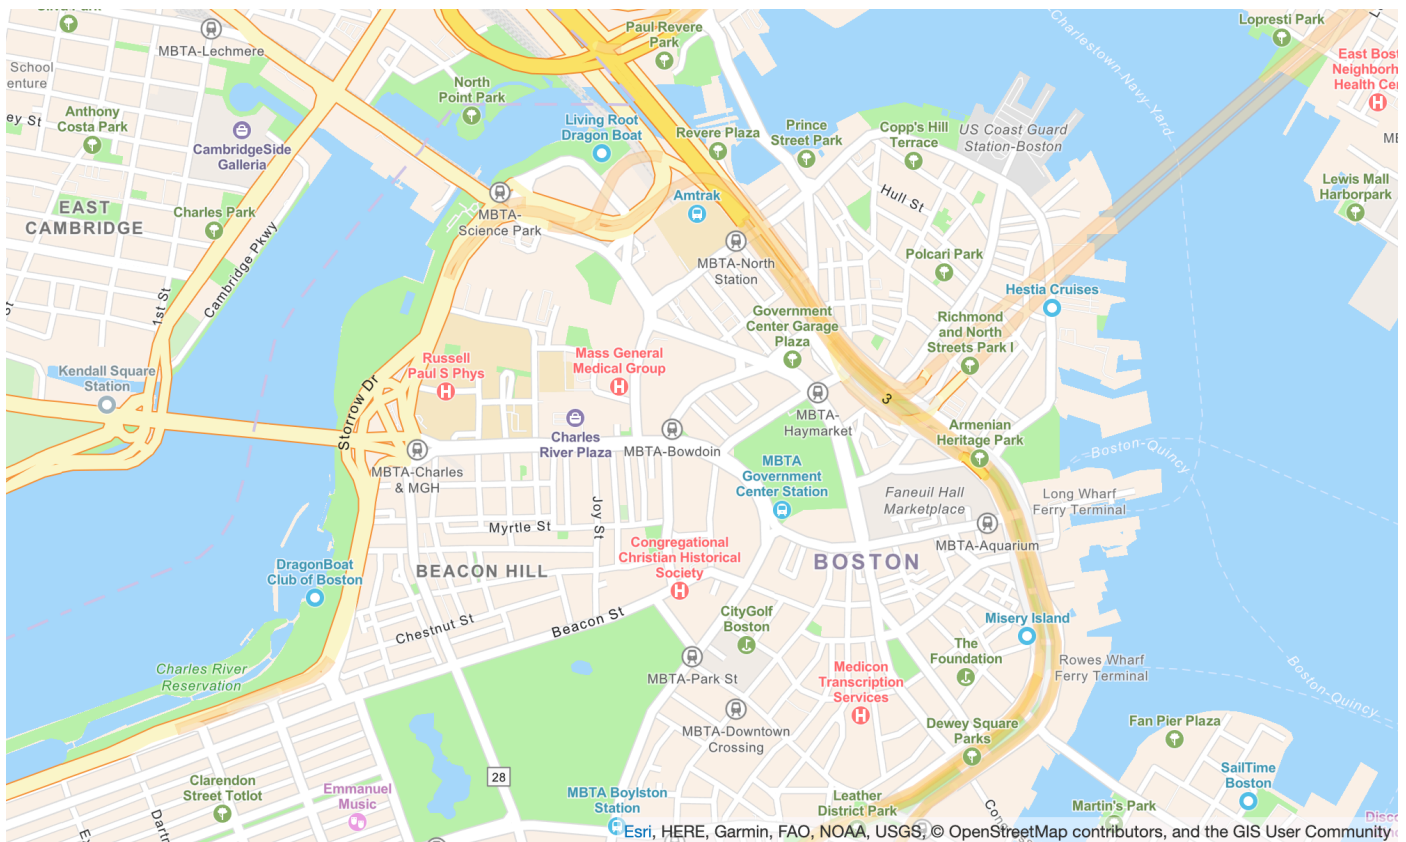 MBTA-Lechmere
Paul Revere
Park
Lopresti Park
East Bost
Neighborh
Health Cen
School
enture
North
Point Park
Charlestown-Navy-Yard
Anthony
Costa Park
ey St
CambridgeSide
Galleria
Living Root
Dragon Boat
Revere Plaza
Prince
Street Park
Copp's Hill
Terrace
US Coast Guard
Station-Boston
Lewis Mall
Harborpark
EAST
CAMBRIDGE
Charles Park
Cambridge Pkwy
1st St
St
MBTA-
Science Park
Amtrak
Hull St
MBTA-North
Station
Polcari Park
Hestia Cruises
Government
Center Garage
Plaza
Richmond
and North
Streets Park I
Kendall Square
Station
Storrow Dr
Russell
Paul S Phys
Mass General
Medical Group
3
MBTA-
Haymarket
Armenian
Heritage Park
Charles
River Plaza
MBTA-Bowdoin
MBTA-Charles
& MGH
MBTA
Government
Center Station
Boston-Quincy
Faneuil Hall
Marketplace
Long Wharf
Ferry Terminal
Joy St
Myrtle St
MBTA-Aquarium
Congregational
Christian Historical
Society
BOSTON
DragonBoat
Club of Boston
BEACON HILL
Chestnut St
Beacon St
CityGolf
Boston
Misery Island
The
Foundation
Charles River
Reservation
MBTA-Park St
Medicon
Transcription
Services
Rowes Wharf
Ferry Terminal
Boston-Quincy
MBTA-Downtown
Crossing
Dewey Square
Parks
Fan Pier Plaza
28
Clarendon
Street Totlot
Emmanuel
Music
MBTA Boylston
Station
Leather
District Park
SailTime
Boston
Martin's Park
Dartr
Esri, HERE, Garmin, FAO, NOAA, USGS, © OpenStreetMap contributors, and the GIS User Community